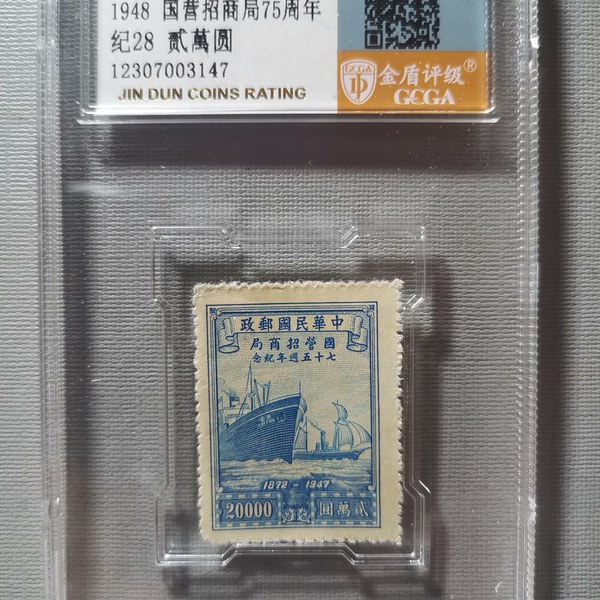 1948 国营招商局75周年
纪28 贰萬圆
12307003147
JIN DUN COINS RATING
GCGA
金盾评级®
GCGA
政郵國民華中
局商招營國
念紀年週五十七
1872 - 1947
20000
圓萬貳